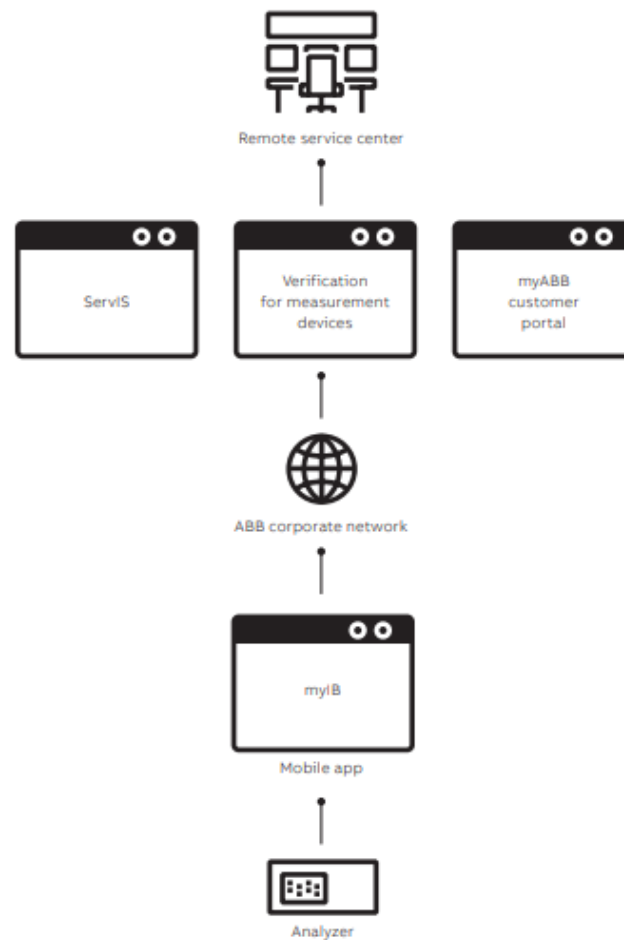 Remote service center
ServIS
Verification
for measurement
devices
myABB
customer
portal
ABB corporate network
myIB
Mobile app
Analyzer